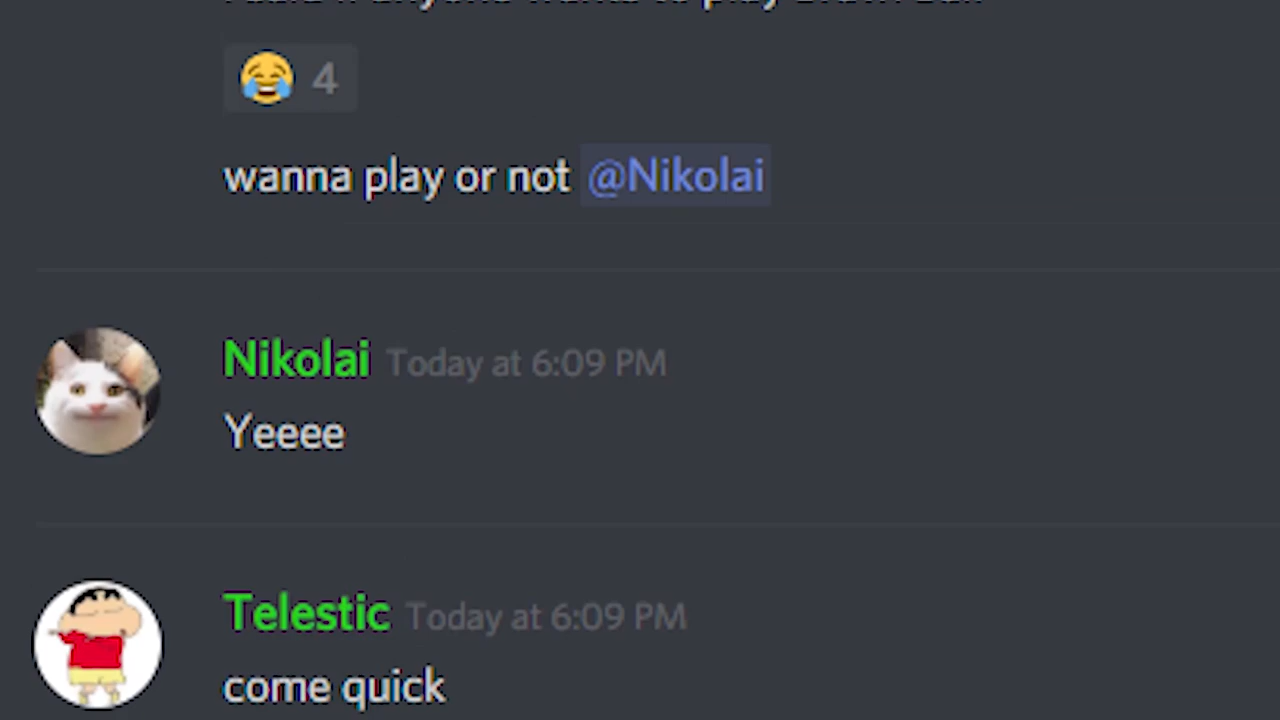 4
wanna play or not @Nikolai
Nikolai Today at 6:09 PM
Yeeee
Telestic Today at 6:09 PM
come quick